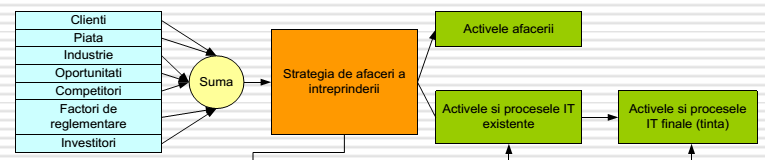 Clienti
Piata
Industrie
Oportunitati
Competitori
Factori de
reglementare
Investitori
Suma
Strategia de afaceri a
intreprinderii
Activele afacerii
Activele si procesele IT
existente
Activele si procesele
IT finale (tinta)